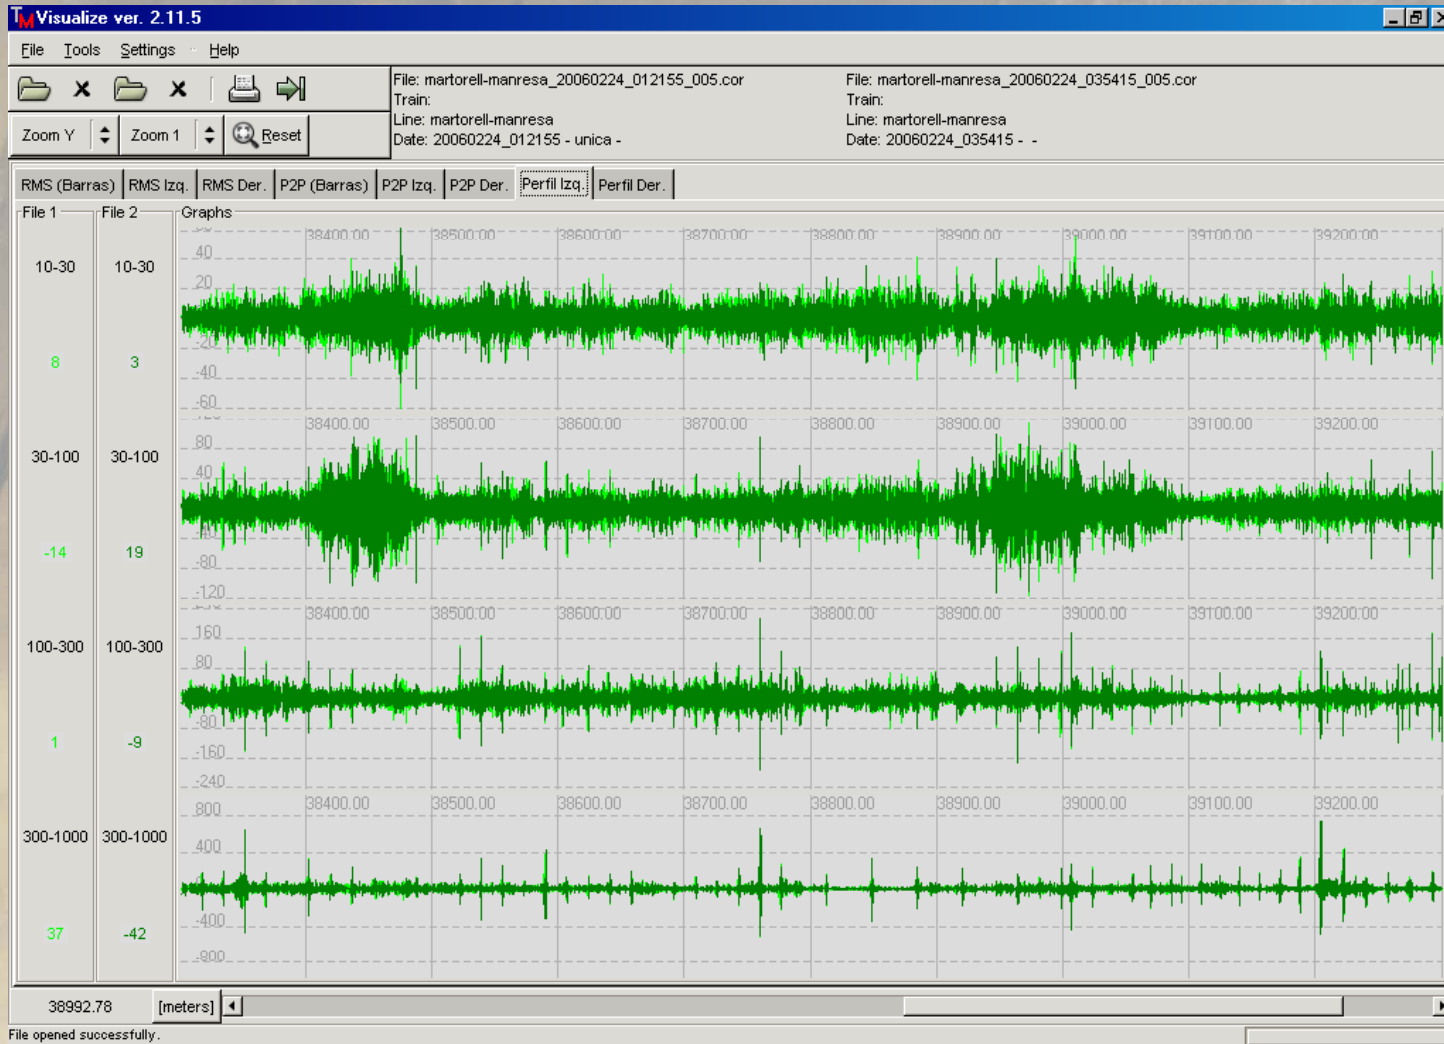 TM Visualize ver. 2.11.5
File Tools Settings Help
File: martorell-manresa_20060224_012155_005.cor
Train:
Line: martorell-manresa
Date: 20060224_012155 - unica -
File: martorell-manresa_20060224_035415_005.cor
Train:
Line: martorell-manresa
Date: 20060224_035415 - -
Zoom Y Zoom 1 Reset
RMS (Barras) RMS Izq. RMS Der. P2P (Barras) P2P Izq. P2P Der. Perfil Izq. Perfil Der.
File 1 File 2 Graphs
38400.00 38500.00 38600.00 38700.00 38800.00 38900.00 39000.00 39100.00 39200.00
40
10-30 10-30
20
-20
8 3
-40
-60
38400.00 38500.00 38600.00 38700.00 38800.00 38900.00 39000.00 39100.00 39200.00
80
30-100 30-100
40
-40
-14 19
-80
-120
38400.00 38500.00 38600.00 38700.00 38800.00 38900.00 39000.00 39100.00 39200.00
160
100-300 100-300
80
-80
1 -9
-160
-240
38400.00 38500.00 38600.00 38700.00 38800.00 38900.00 39000.00 39100.00 39200.00
800
300-1000 300-1000
400
-400
37 -42
38992.78 [meters]
File opened successfully.